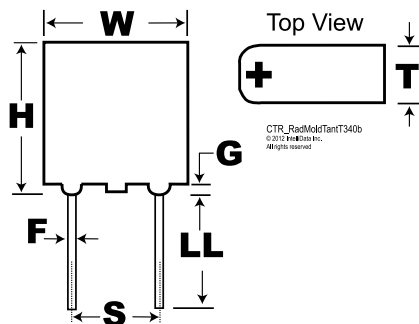 W
Top View
H
+
T
CTR_RadMoldTantT340b
© 2012 IntelliData Inc.
All rights reserved
G
F
LL
S